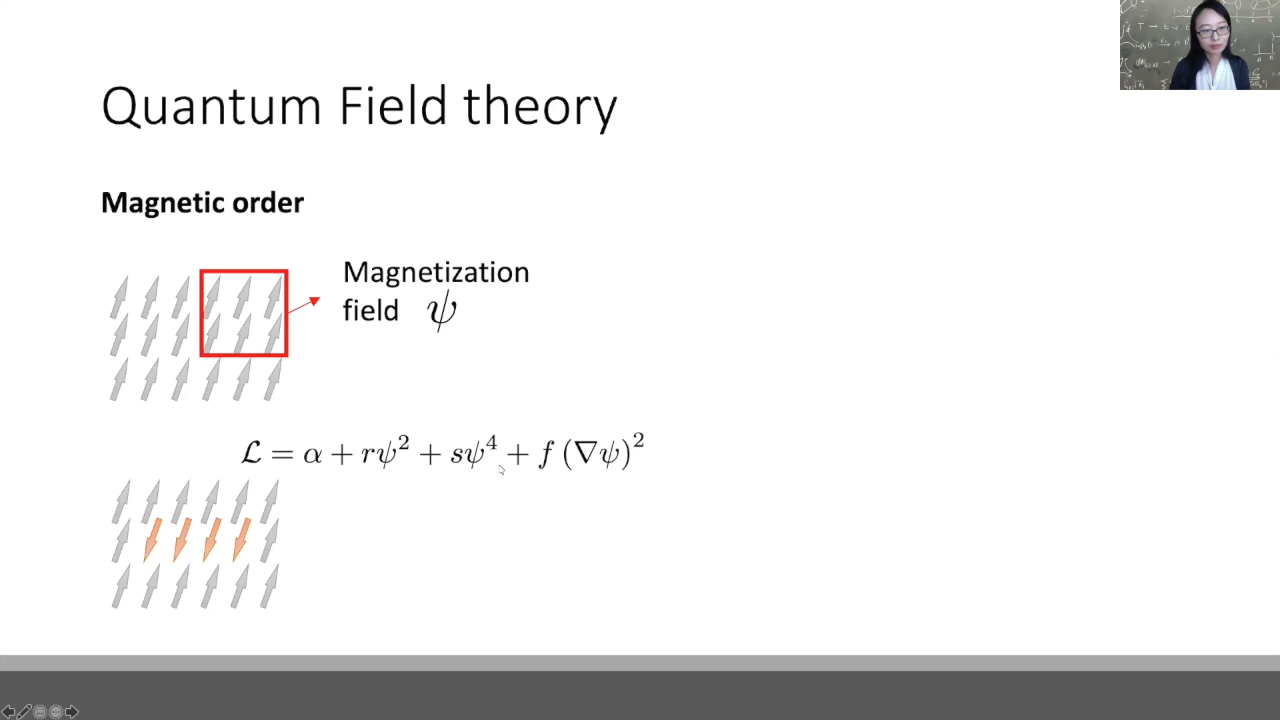 Quantum Field theory
Magnetic order
Magnetization
field ψ
ℒ = α + rψ² + sψ⁴ + f (∇ψ)²